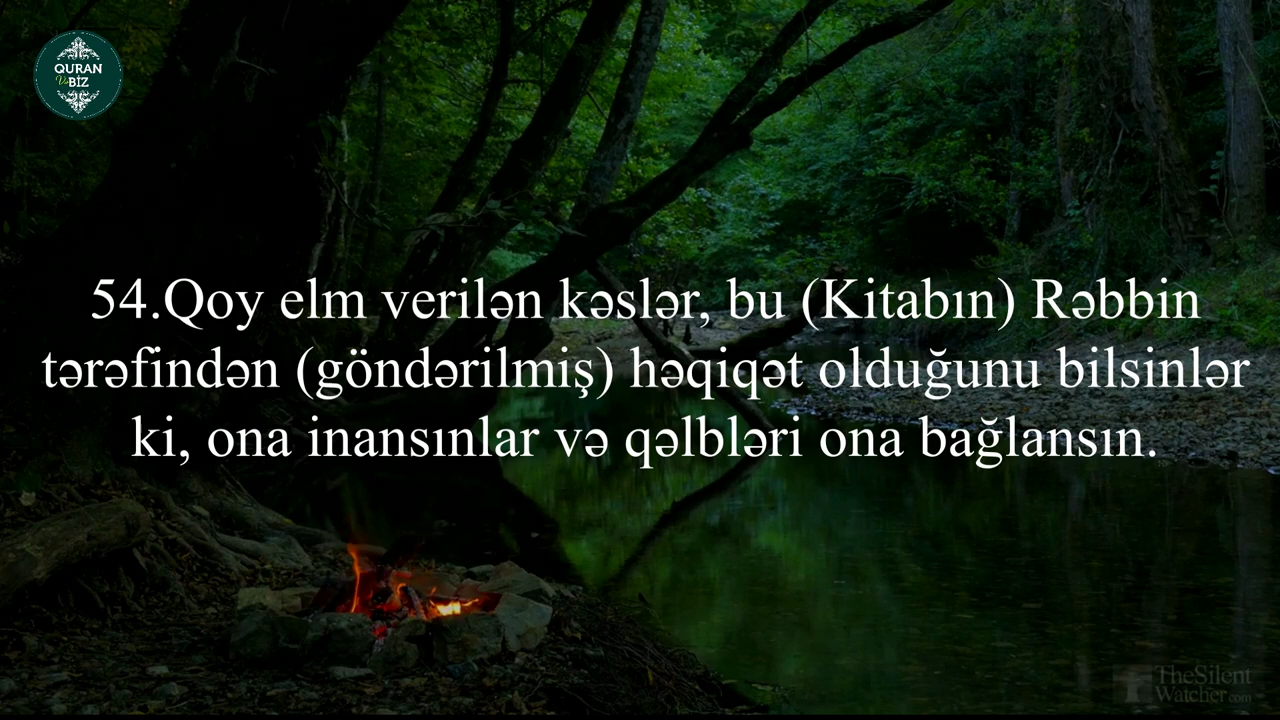 QURAN
Və
BİZ
54.Qoy elm verilən kəslər, bu (Kitabın) Rəbbin
tərəfindən (göndərilmiş) həqiqət olduğunu bilsinlər
ki, ona inansınlar və qəlbləri ona bağlansın.
TheSilent
Watcher.com